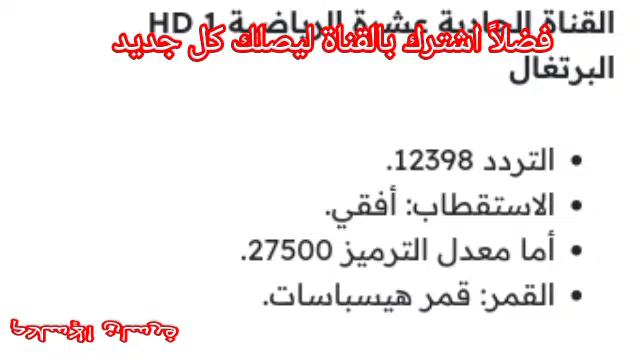 القناة الحادية عشرة الرياضية HD 1
فضلاً اشترك بالقناة ليصلك كل جديد
البرتغال
التردد 12398.
الاستقطاب: أفقي.
أما معدل الترميز 27500.
القمر: قمر هيسباسات.